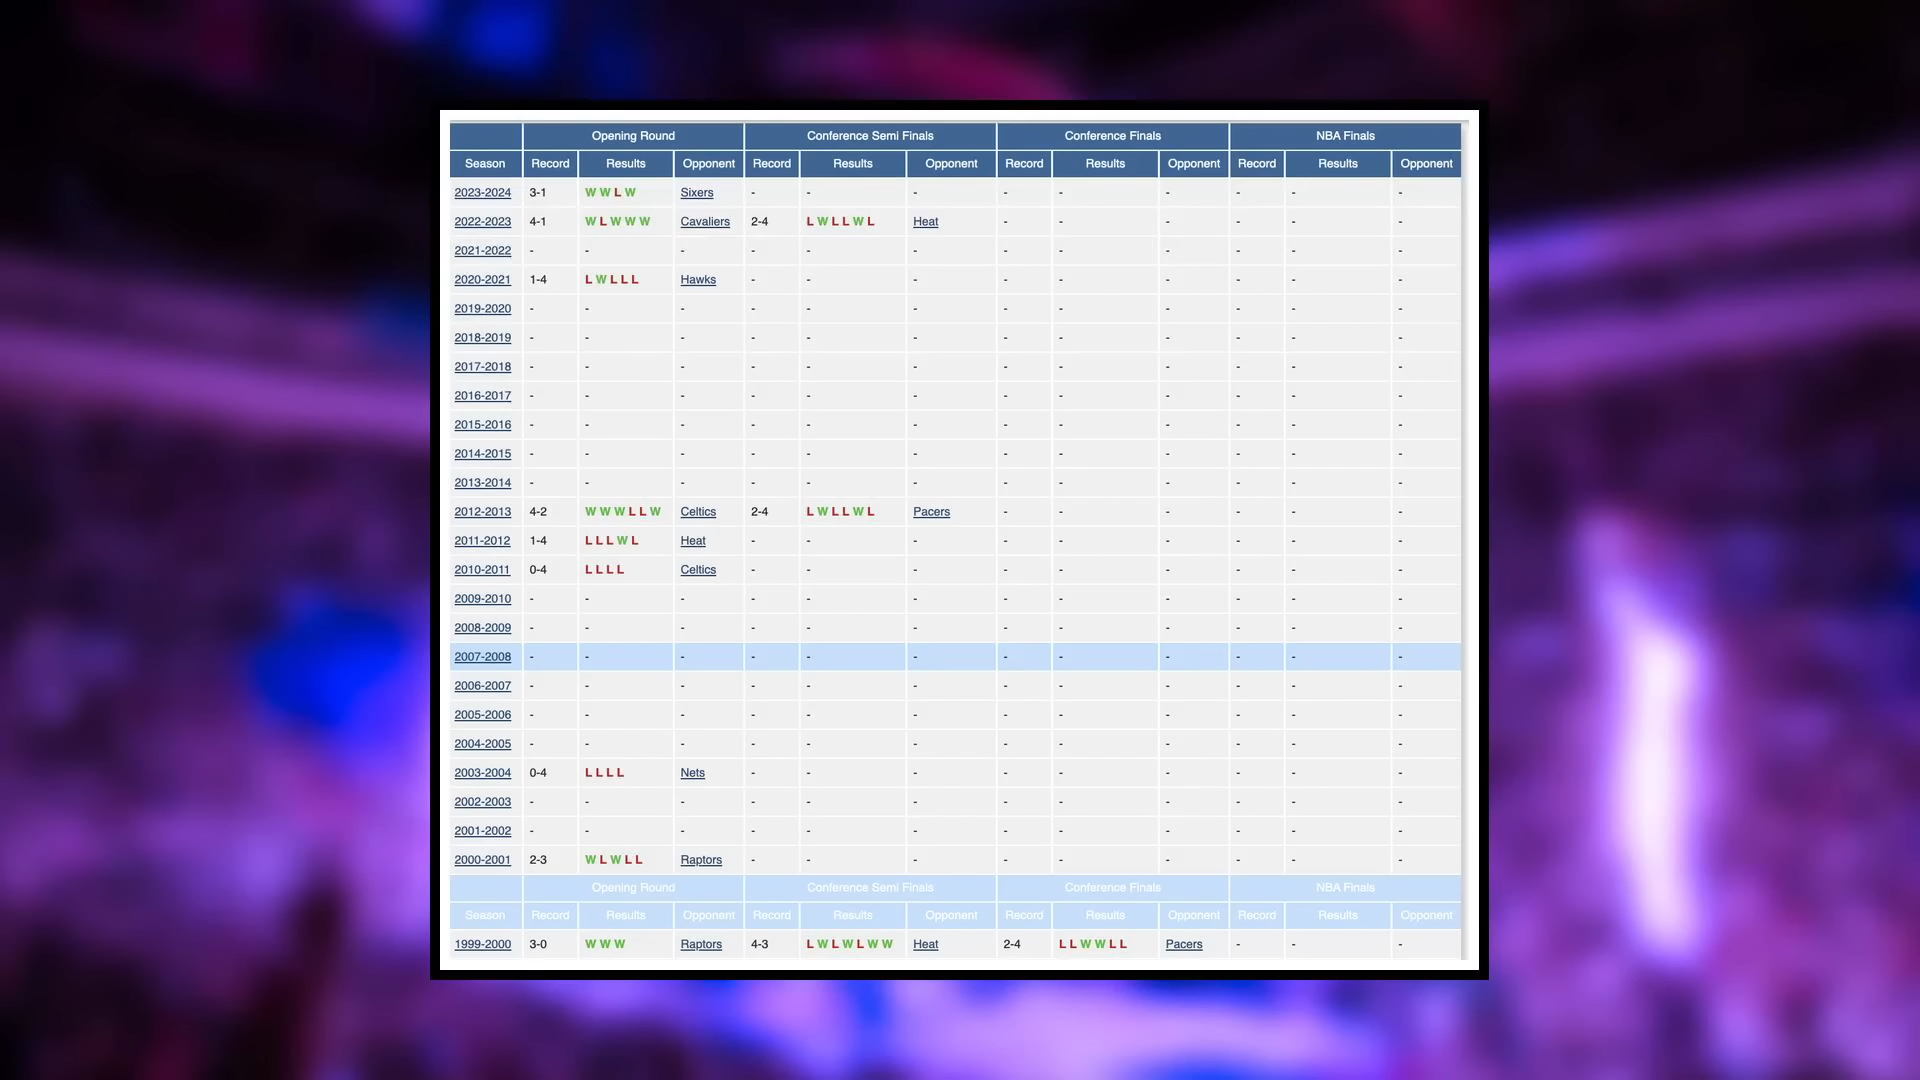 Opening Round Conference Semi Finals Conference Finals NBA Finals
Season Record Results Opponent Record Results Opponent Record Results Opponent Record Results Opponent
2023-2024 3-1 W W L W Sixers - - - - - - - - -
2022-2023 4-1 W L W W W Cavaliers 2-4 L W L L W L Heat - - - - - -
2021-2022 - - - - - - - - - - - -
2020-2021 1-4 L W L L L Hawks - - - - - - - - -
2019-2020 - - - - - - - - - - - -
2018-2019 - - - - - - - - - - - -
2017-2018 - - - - - - - - - - - -
2016-2017 - - - - - - - - - - - -
2015-2016 - - - - - - - - - - - -
2014-2015 - - - - - - - - - - - -
2013-2014 - - - - - - - - - - - -
2012-2013 4-2 W W W L L W Celtics 2-4 L W L L W L Pacers - - - - - -
2011-2012 1-4 L L L W L Heat - - - - - - - - -
2010-2011 0-4 L L L L Celtics - - - - - - - - -
2009-2010 - - - - - - - - - - - -
2008-2009 - - - - - - - - - - - -
2007-2008 - - - - - - - - - - - -
2006-2007 - - - - - - - - - - - -
2005-2006 - - - - - - - - - - - -
2004-2005 - - - - - - - - - - - -
2003-2004 0-4 L L L L Nets - - - - - - - - -
2002-2003 - - - - - - - - - - - -
2001-2002 - - - - - - - - - - - -
2000-2001 2-3 W L W L L Raptors - - - - - - - - -
Opening Round Conference Semi Finals Conference Finals NBA Finals
Season Record Results Opponent Record Results Opponent Record Results Opponent Record Results Opponent
1999-2000 3-0 W W W Raptors 4-3 L W L W L W W Heat 2-4 L L W W L L Pacers - - -